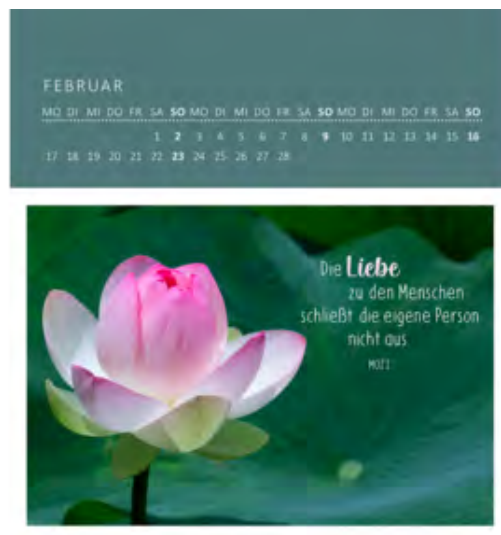 FEBRUAR
MO DI MI DO FR SA SO MO DI MI DO FR SA SO MO DI MI DO FR SA SO
1 2 3 4 5 6 7 8 9 10 11 12 13 14 15 16
17 18 19 20 21 22 23 24 25 26 27 28
Die Liebe
zu den Menschen
schließt die eigene Person
nicht aus.
MOZI